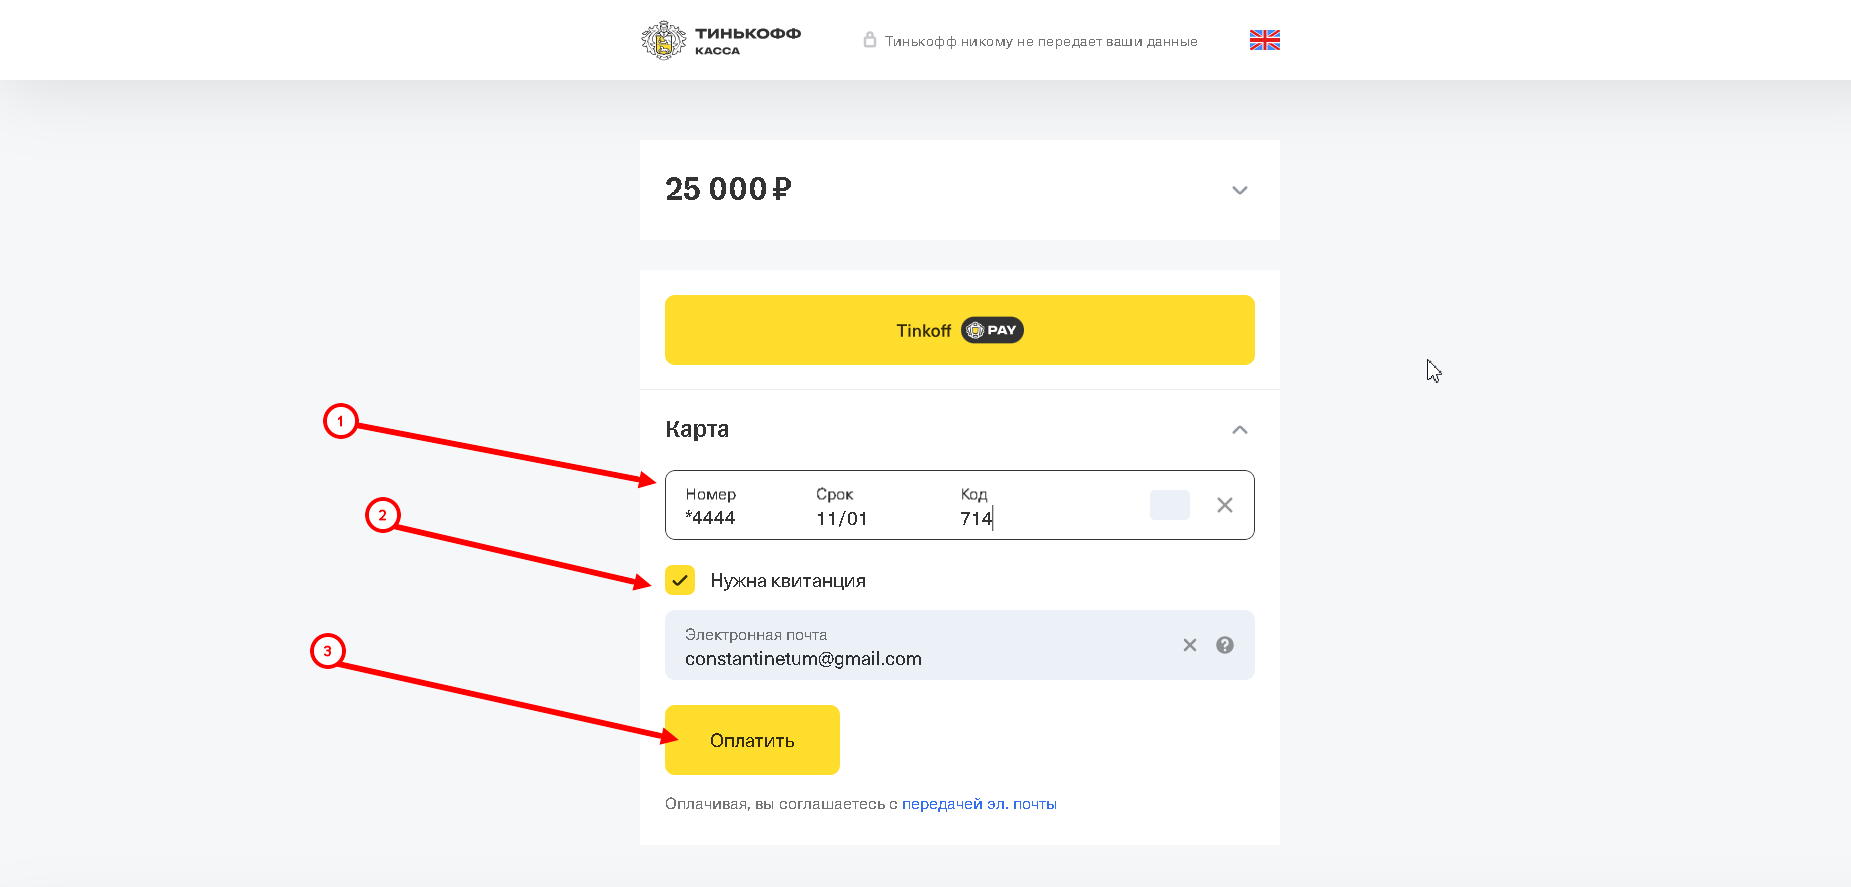 ТИНЬКОФФ
КАССА
Тинькофф никому не передает ваши данные
25 000 ₽
Tinkoff PAY
1
Карта
Номер Срок Код
*4444 11/01 714
2
Нужна квитанция
Электронная почта
constantinetum@gmail.com
3
Оплатить
Оплачивая, вы соглашаетесь с передачей эл. почты